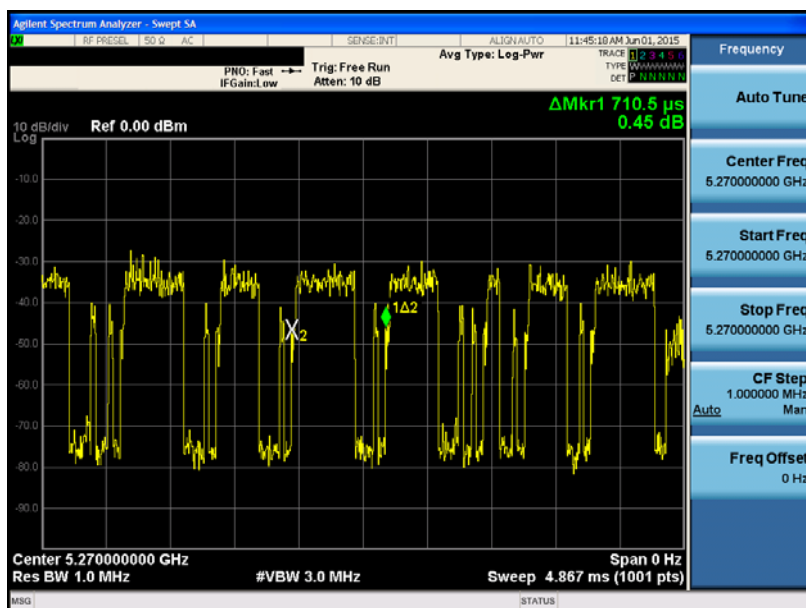 Agilent Spectrum Analyzer - Swept SA
RF PRESEL 50 Ω AC SENSE:INT ALIGN AUTO 11:45:18 AM Jun 01, 2015
Frequency
PNO: Fast
IFGain:Low
Trig: Free Run
Atten: 10 dB
Avg Type: Log-Pwr
TRACE 1 2 3 4 5 6
TYPE WWWWWW
DET P N N N N N
Auto Tune
ΔMkr1 710.5 µs
0.45 dB
10 dB/div
Log
Ref 0.00 dBm
Center Freq
5.270000000 GHz
Start Freq
5.270000000 GHz
Stop Freq
5.270000000 GHz
CF Step
1.000000 MHz
Auto Man
Freq Offset
0 Hz
-10.0
-20.0
-30.0
-40.0
-50.0
-60.0
-70.0
-80.0
-90.0
1Δ2
X2
Center 5.270000000 GHz
Span 0 Hz
Res BW 1.0 MHz
#VBW 3.0 MHz
Sweep 4.867 ms (1001 pts)
MSG
STATUS